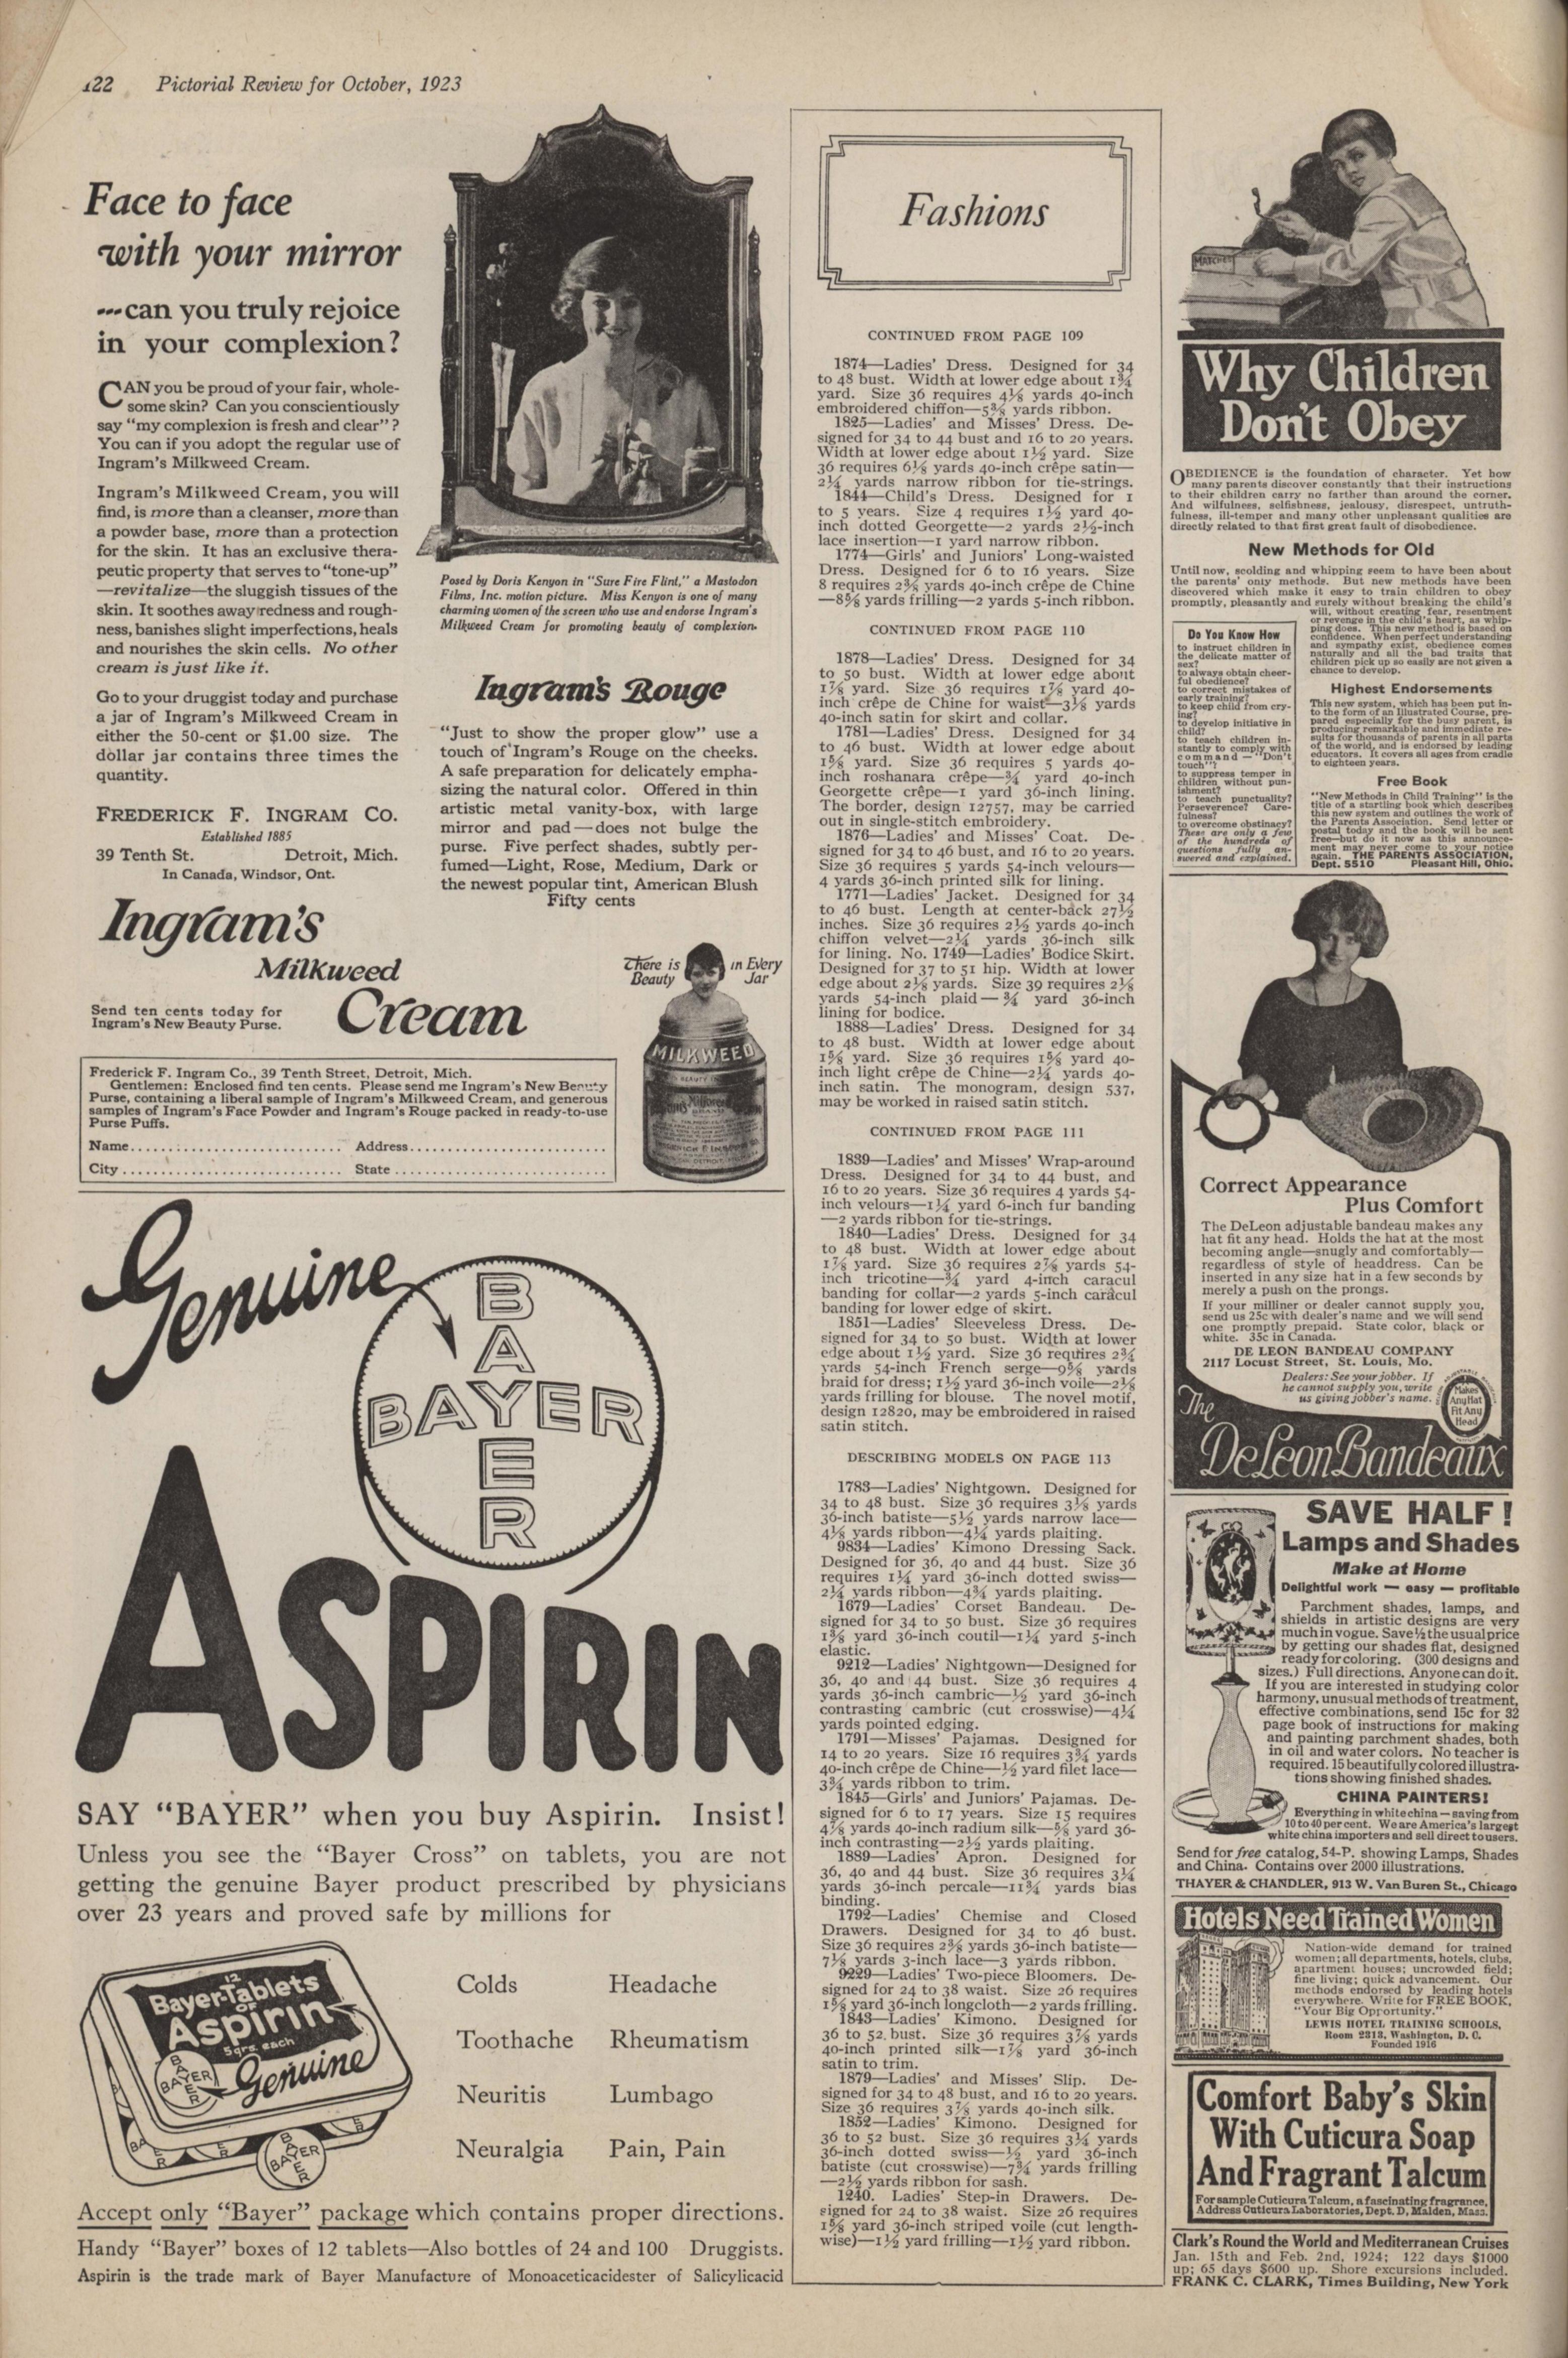 122 Pictorial Review for October, 1923
Face to face
with your mirror
---can you truly rejoice
in your complexion?
CAN you be proud of your fair, whole-
some skin? Can you conscientiously
say "my complexion is fresh and clear"?
You can if you adopt the regular use of
Ingram's Milkweed Cream.
Ingram's Milkweed Cream, you will
find, is more than a cleanser, more than
a powder base, more than a protection
for the skin. It has an exclusive thera-
peutic property that serves to "tone-up"
—revitalize—the sluggish tissues of the
skin. It soothes away redness and rough-
ness, banishes slight imperfections, heals
and nourishes the skin cells. No other
cream is just like it.
Go to your druggist today and purchase
a jar of Ingram's Milkweed Cream in
either the 50-cent or $1.00 size. The
dollar jar contains three times the
quantity.
FREDERICK F. INGRAM CO.
Established 1885
39 Tenth St. Detroit, Mich.
In Canada, Windsor, Ont.
Posed by Doris Kenyon in "Sure Fire Flint," a Mastodon
Films, Inc. motion picture. Miss Kenyon is one of many
charming women of the screen who use and endorse Ingram's
Milkweed Cream for promoting beauty of complexion.
Ingram's Rouge
"Just to show the proper glow" use a
touch of Ingram's Rouge on the cheeks.
A safe preparation for delicately empha-
sizing the natural color. Offered in thin
artistic metal vanity-box, with large
mirror and pad—does not bulge the
purse. Five perfect shades, subtly per-
fumed—Light, Rose, Medium, Dark or
the newest popular tint, American Blush
Fifty cents
Ingram's
Milkweed
Cream
Send ten cents today for
Ingram's New Beauty Purse.
There is Beauty in Every Jar
MILKWEED
Frederick F. Ingram Co., 39 Tenth Street, Detroit, Mich.
Gentlemen: Enclosed find ten cents. Please send me Ingram's New Beauty
Purse, containing a liberal sample of Ingram's Milkweed Cream, and generous
samples of Ingram's Face Powder and Ingram's Rouge packed in ready-to-use
Purse Puffs.
Name............................ Address..........................
City............................ State............................
Genuine
BAYER
BAYER
ASPIRIN
SAY "BAYER" when you buy Aspirin. Insist!
Unless you see the "Bayer Cross" on tablets, you are not
getting the genuine Bayer product prescribed by physicians
over 23 years and proved safe by millions for
12
Bayer-Tablets
OF
Aspirin
5 grs. each
BAYER
Genuine
BAYER
Colds Headache
Toothache Rheumatism
Neuritis Lumbago
Neuralgia Pain, Pain
Accept only "Bayer" package which contains proper directions.
Handy "Bayer" boxes of 12 tablets—Also bottles of 24 and 100 Druggists.
Aspirin is the trade mark of Bayer Manufacture of Monoaceticacidester of Salicylicacid
Fashions
CONTINUED FROM PAGE 109
1874—Ladies' Dress. Designed for 34
to 48 bust. Width at lower edge about 1¾
yard. Size 36 requires 4⅛ yards 40-inch
embroidered chiffon—5⅜ yards ribbon.
1825—Ladies' and Misses' Dress. De-
signed for 34 to 44 bust and 16 to 20 years.
Width at lower edge about 1½ yard. Size
36 requires 6⅛ yards 40-inch crêpe satin—
2¼ yards narrow ribbon for tie-strings.
1844—Child's Dress. Designed for 1
to 5 years. Size 4 requires 1½ yard 40-
inch dotted Georgette—2 yards 2½-inch
lace insertion—1 yard narrow ribbon.
1774—Girls' and Juniors' Long-waisted
Dress. Designed for 6 to 16 years. Size
8 requires 2⅜ yards 40-inch crêpe de Chine
—8⅝ yards frilling—2 yards 5-inch ribbon.
CONTINUED FROM PAGE 110
1878—Ladies' Dress. Designed for 34
to 50 bust. Width at lower edge about
1⅞ yard. Size 36 requires 1⅞ yard 40-
inch crêpe de Chine for waist—3⅛ yards
40-inch satin for skirt and collar.
1781—Ladies' Dress. Designed for 34
to 46 bust. Width at lower edge about
1⅝ yard. Size 36 requires 5 yards 40-
inch roshanara crêpe—¾ yard 40-inch
Georgette crêpe—1 yard 36-inch lining.
The border, design 12757, may be carried
out in single-stitch embroidery.
1876—Ladies' and Misses' Coat. De-
signed for 34 to 46 bust, and 16 to 20 years.
Size 36 requires 5 yards 54-inch velours—
4 yards 36-inch printed silk for lining.
1771—Ladies' Jacket. Designed for 34
to 46 bust. Length at center-back 27½
inches. Size 36 requires 2½ yards 40-inch
chiffon velvet—2¼ yards 36-inch silk
for lining. No. 1749—Ladies' Bodice Skirt.
Designed for 37 to 51 hip. Width at lower
edge about 2⅛ yards. Size 39 requires 2⅛
yards 54-inch plaid—¾ yard 36-inch
lining for bodice.
1888—Ladies' Dress. Designed for 34
to 48 bust. Width at lower edge about
1⅝ yard. Size 36 requires 1⅝ yard 40-
inch light crêpe de Chine—2¼ yards 40-
inch satin. The monogram, design 537,
may be worked in raised satin stitch.
CONTINUED FROM PAGE 111
1839—Ladies' and Misses' Wrap-around
Dress. Designed for 34 to 44 bust, and
16 to 20 years. Size 36 requires 4 yards 54-
inch velours—1¼ yard 6-inch fur banding
—2 yards ribbon for tie-strings.
1840—Ladies' Dress. Designed for 34
to 48 bust. Width at lower edge about
1⅞ yard. Size 36 requires 2⅞ yards 54-
inch tricotine—¾ yard 4-inch caracul
banding for collar—2 yards 5-inch caracul
banding for lower edge of skirt.
1851—Ladies' Sleeveless Dress. De-
signed for 34 to 50 bust. Width at lower
edge about 1½ yard. Size 36 requires 2¾
yards 54-inch French serge—9⅝ yards
braid for dress; 1½ yard 36-inch voile—2⅛
yards frilling for blouse. The novel motif,
design 12820, may be embroidered in raised
satin stitch.
DESCRIBING MODELS ON PAGE 113
1783—Ladies' Nightgown. Designed for
34 to 48 bust. Size 36 requires 3⅛ yards
36-inch batiste—5½ yards narrow lace—
4⅛ yards ribbon—4¼ yards plaiting.
9834—Ladies' Kimono Dressing Sack.
Designed for 36, 40 and 44 bust. Size 36
requires 1¼ yard 36-inch dotted swiss—
2¼ yards ribbon—4¾ yards plaiting.
1679—Ladies' Corset Bandeau. De-
signed for 34 to 50 bust. Size 36 requires
1⅜ yard 36-inch coutil—1¼ yard 5-inch
elastic.
9212—Ladies' Nightgown—Designed for
36, 40 and 44 bust. Size 36 requires 4
yards 36-inch cambric—½ yard 36-inch
contrasting cambric (cut crosswise)—4¼
yards pointed edging.
1791—Misses' Pajamas. Designed for
14 to 20 years. Size 16 requires 3¾ yards
40-inch crêpe de Chine—½ yard filet lace—
3¾ yards ribbon to trim.
1845—Girls' and Juniors' Pajamas. De-
signed for 6 to 17 years. Size 15 requires
4⅞ yards 40-inch radium silk—⅝ yard 36-
inch contrasting—2½ yards plaiting.
1889—Ladies' Apron. Designed for
36, 40 and 44 bust. Size 36 requires 3¼
yards 36-inch percale—11¾ yards bias
binding.
1792—Ladies' Chemise and Closed
Drawers. Designed for 34 to 46 bust.
Size 36 requires 2⅜ yards 36-inch batiste—
7⅛ yards 3-inch lace—3 yards ribbon.
9229—Ladies' Two-piece Bloomers. De-
signed for 24 to 38 waist. Size 26 requires
1⅝ yard 36-inch longcloth—2 yards frilling.
1843—Ladies' Kimono. Designed for
36 to 52 bust. Size 36 requires 3⅞ yards
40-inch printed silk—1⅞ yard 36-inch
satin to trim.
1879—Ladies' and Misses' Slip. De-
signed for 34 to 48 bust, and 16 to 20 years.
Size 36 requires 3⅞ yards 40-inch silk.
1852—Ladies' Kimono. Designed for
36 to 52 bust. Size 36 requires 3¼ yards
36-inch dotted swiss—½ yard 36-inch
batiste (cut crosswise)—7¾ yards frilling
—2½ yards ribbon for sash.
1240. Ladies' Step-in Drawers. De-
signed for 24 to 38 waist. Size 26 requires
1⅝ yard 36-inch striped voile (cut length-
wise)—1½ yard frilling—1½ yard ribbon.
MATCHES
Why Children
Don't Obey
OBEDIENCE is the foundation of character. Yet how
many parents discover constantly that their instructions
to their children carry no farther than around the corner.
And wilfulness, selfishness, jealousy, disrespect, untruth-
fulness, ill-temper and many other unpleasant qualities are
directly related to that first great fault of disobedience.
New Methods for Old
Until now, scolding and whipping seem to have been about
the parents' only methods. But new methods have been
discovered which make it easy to train children to obey
promptly, pleasantly and surely without breaking the child's
will, without creating fear, resentment
or revenge in the child's heart, as whip-
ping does. This new method is based on
confidence. When perfect understanding
and sympathy exist, obedience comes
naturally and all the bad traits that
children pick up so easily are not given a
chance to develop.
Do You Know How
to instruct children in
the delicate matter of
sex?
to always obtain cheer-
ful obedience?
to correct mistakes of
early training?
to keep child from cry-
ing?
to develop initiative in
child?
to teach children in-
stantly to comply with
command—"Don't
touch"?
to suppress temper in
children without pun-
ishment?
to teach punctuality?
Perseverence? Care-
fulness?
to overcome obstinacy?
These are only a few
of the hundreds of
questions fully an-
swered and explained.
Highest Endorsements
This new system, which has been put in-
to the form of an Illustrated Course, pre-
pared especially for the busy parent, is
producing remarkable and immediate re-
sults for thousands of parents in all parts
of the world, and is endorsed by leading
educators. It covers all ages from cradle
to eighteen years.
Free Book
"New Methods in Child Training" is the
title of a startling book which describes
this new system and outlines the work of
the Parents Association. Send letter or
postal today and the book will be sent
free—but do it now as this announce-
ment may never come to your notice
again. THE PARENTS ASSOCIATION,
Dept. 5510 Pleasant Hill, Ohio.
Correct Appearance
Plus Comfort
The DeLeon adjustable bandeau makes any
hat fit any head. Holds the hat at the most
becoming angle—snugly and comfortably—
regardless of style of headdress. Can be
inserted in any size hat in a few seconds by
merely a push on the prongs.
If your milliner or dealer cannot supply you,
send us 25c with dealer's name and we will send
one promptly prepaid. State color, black or
white. 35c in Canada.
DE LEON BANDEAU COMPANY
2117 Locust Street, St. Louis, Mo.
Dealers: See your jobber. If
he cannot supply you, write
us giving jobber's name.
Makes
Any Hat
Fit Any
Head
The
DeLeon Bandeaux
SAVE HALF!
Lamps and Shades
Make at Home
Delightful work — easy — profitable
Parchment shades, lamps, and
shields in artistic designs are very
much in vogue. Save ½ the usual price
by getting our shades flat, designed
ready for coloring. (300 designs and
sizes.) Full directions. Anyone can do it.
If you are interested in studying color
harmony, unusual methods of treatment,
effective combinations, send 15c for 32
page book of instructions for making
and painting parchment shades, both
in oil and water colors. No teacher is
required. 15 beautifully colored illustra-
tions showing finished shades.
CHINA PAINTERS!
Everything in white china—saving from
10 to 40 per cent. We are America's largest
white china importers and sell direct to users.
Send for free catalog, 54-P. showing Lamps, Shades
and China. Contains over 2000 illustrations.
THAYER & CHANDLER, 913 W. Van Buren St., Chicago
Hotels Need Trained Women
Nation-wide demand for trained
women; all departments, hotels, clubs,
apartment houses; uncrowded field;
fine living; quick advancement. Our
methods endorsed by leading hotels
everywhere. Write for FREE BOOK,
"Your Big Opportunity."
LEWIS HOTEL TRAINING SCHOOLS,
Room 2313, Washington, D. C.
Founded 1916
Comfort Baby's Skin
With Cuticura Soap
And Fragrant Talcum
For sample Cuticura Talcum, a fascinating fragrance,
Address Cuticura Laboratories, Dept. D, Malden, Mass.
Clark's Round the World and Mediterranean Cruises
Jan. 15th and Feb. 2nd, 1924; 122 days $1000
up; 65 days $600 up. Shore excursions included.
FRANK C. CLARK, Times Building, New York